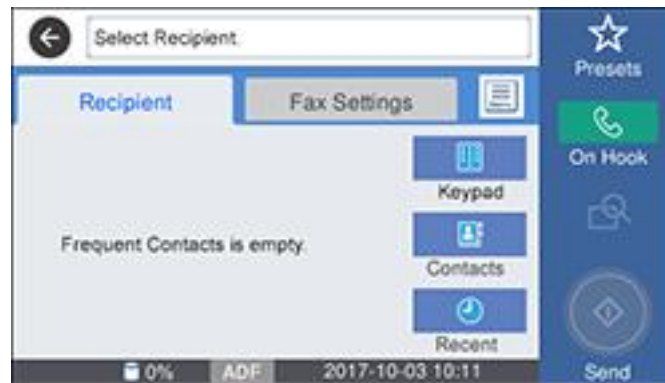 Select Recipient.
Presets
Recipient
Fax Settings
On Hook
Keypad
Frequent Contacts is empty.
Contacts
Recent
0%
ADF
2017-10-03 10:11
Send